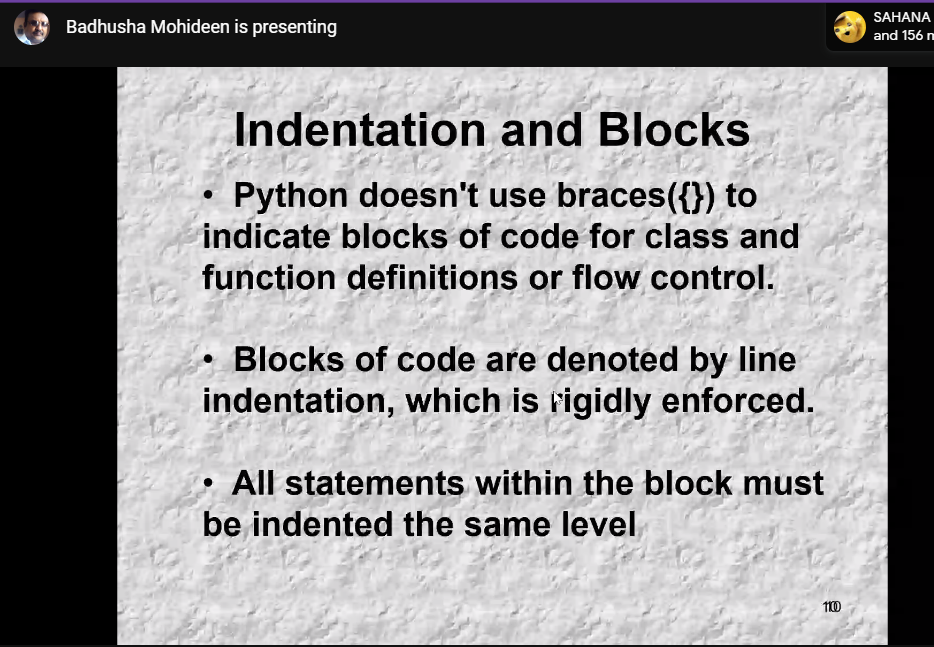 Badhusha Mohideen is presenting
SAHANA
and 156
Indentation and Blocks
• Python doesn't use braces({}) to
indicate blocks of code for class and
function definitions or flow control.
• Blocks of code are denoted by line
indentation, which is rigidly enforced.
• All statements within the block must
be indented the same level